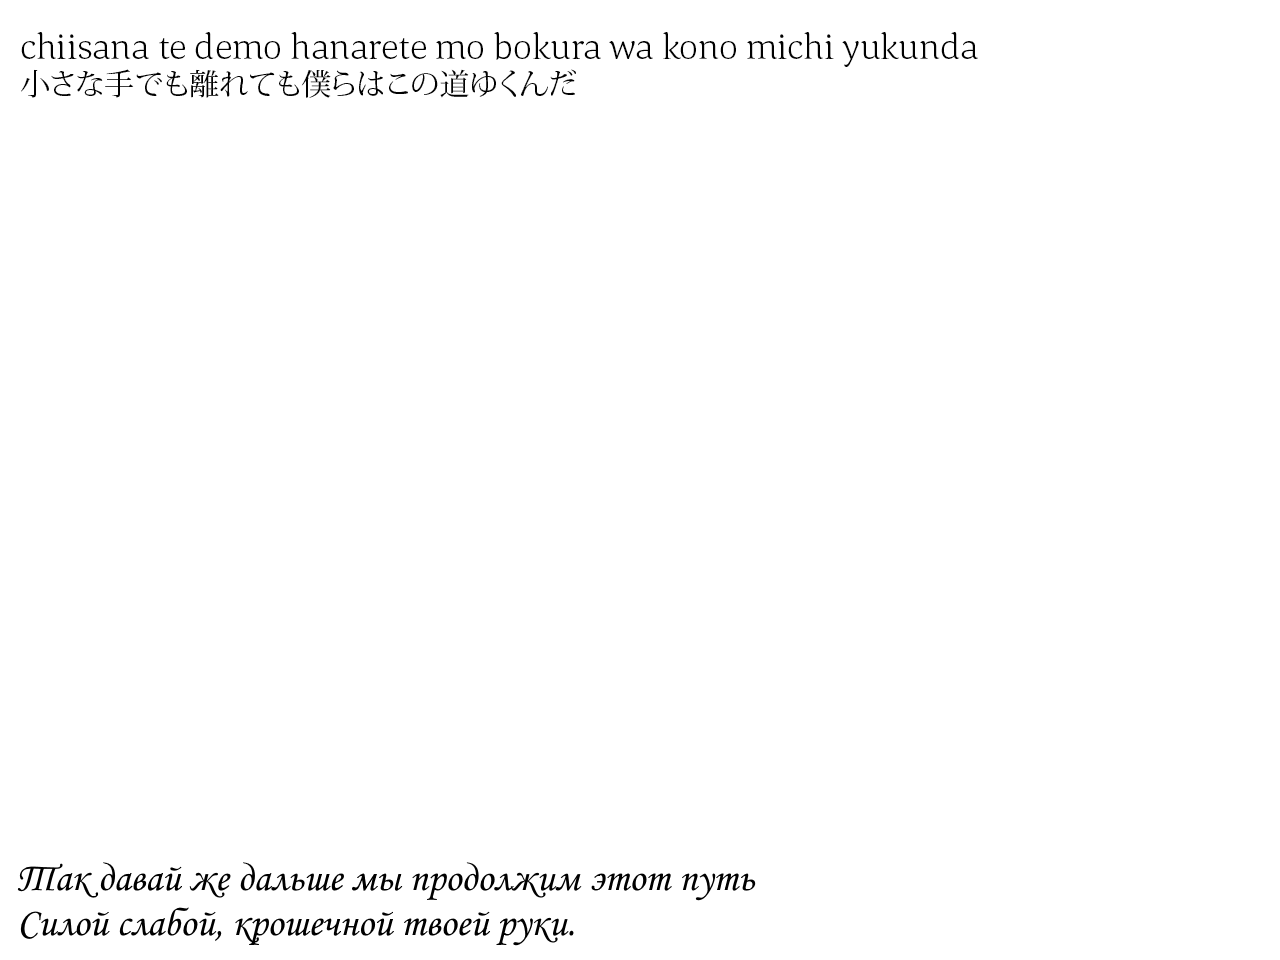 chiisana te demo hanarete mo bokura wa kono michi yukunda
小さな手でも離れても僕らはこの道ゆくんだ
Так давай же дальше мы продолжим этот путь
Силой слабой, крошечной твоей руки.